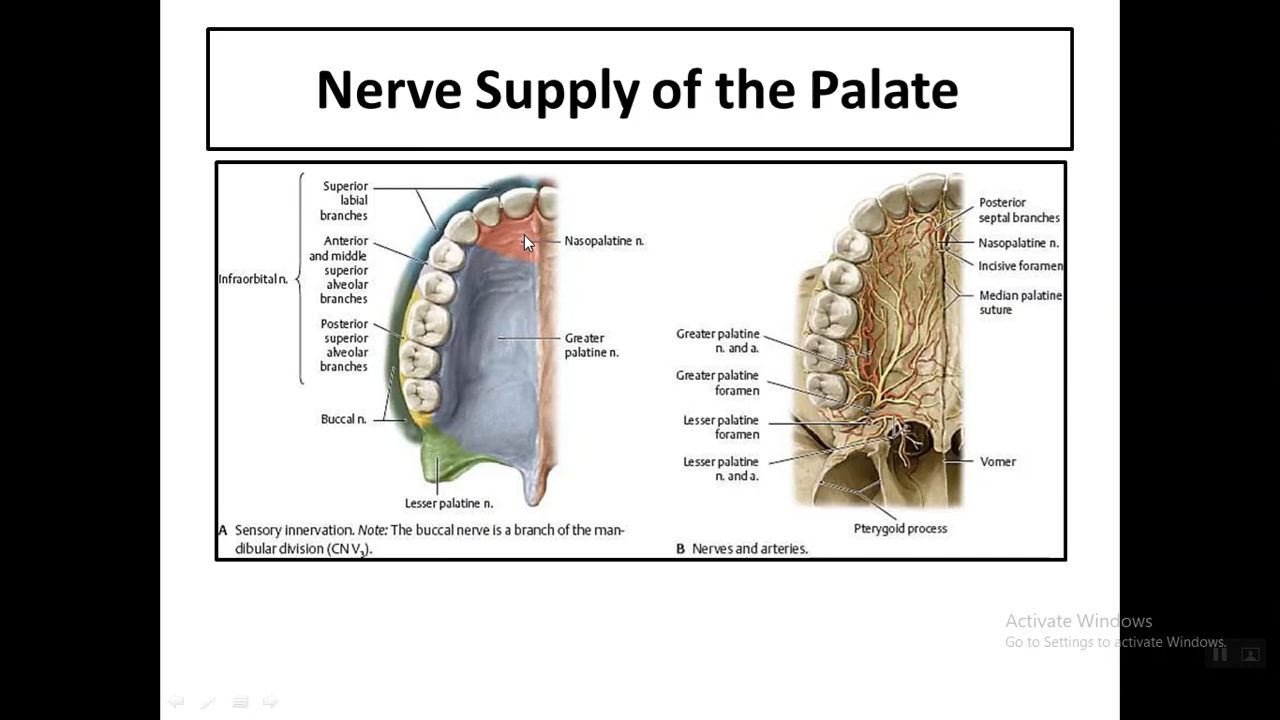 Nerve Supply of the Palate
Superior
labial
branches
Anterior
and middle
superior
alveolar
branches
Infraorbital n.
Posterior
superior
alveolar
branches
Buccal n.
Nasopalatine n.
Greater
palatine n.
Lesser palatine n.
A Sensory innervation. Note: The buccal nerve is a branch of the man-
dibular division (CN V3).
Posterior
septal branches
Nasopalatine n.
Incisive foramen
Median palatine
suture
Greater palatine
n. and a.
Greater palatine
foramen
Lesser palatine
foramen
Lesser palatine
n. and a.
Vomer
Pterygoid process
B Nerves and arteries.
Activate Windows
Go to Settings to activate Windows.